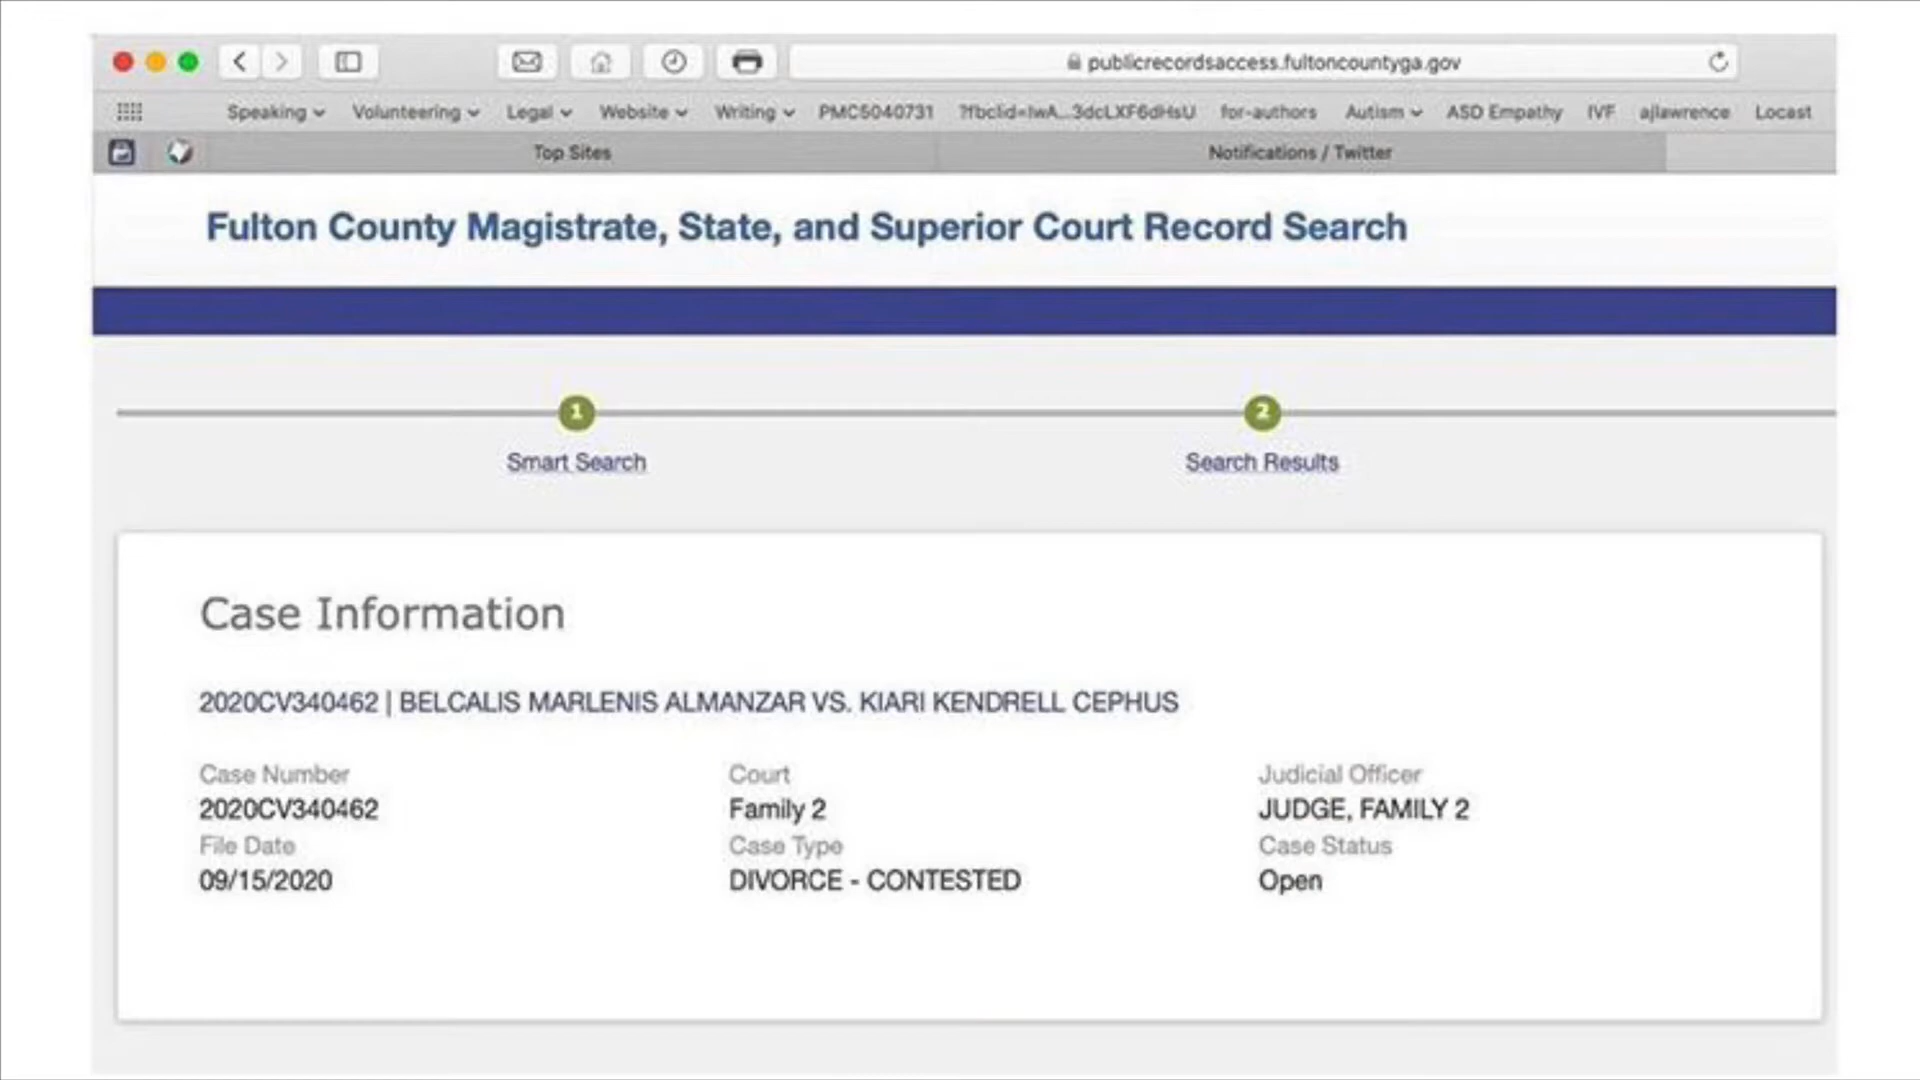 publicrecordsaccess.fultoncountyga.gov
Speaking Volunteering Legal Website Writing PMC5040731 ?fbclid=IwA...3dcLXF6dHsU for-authors Autism ASD Empathy IVF ajlawrence Locast
Top Sites Notifications / Twitter
Fulton County Magistrate, State, and Superior Court Record Search
1 2
Smart Search Search Results
Case Information
2020CV340462 | BELCALIS MARLENIS ALMANZAR VS. KIARI KENDRELL CEPHUS
Case Number Court Judicial Officer
2020CV340462 Family 2 JUDGE, FAMILY 2
File Date Case Type Case Status
09/15/2020 DIVORCE - CONTESTED Open